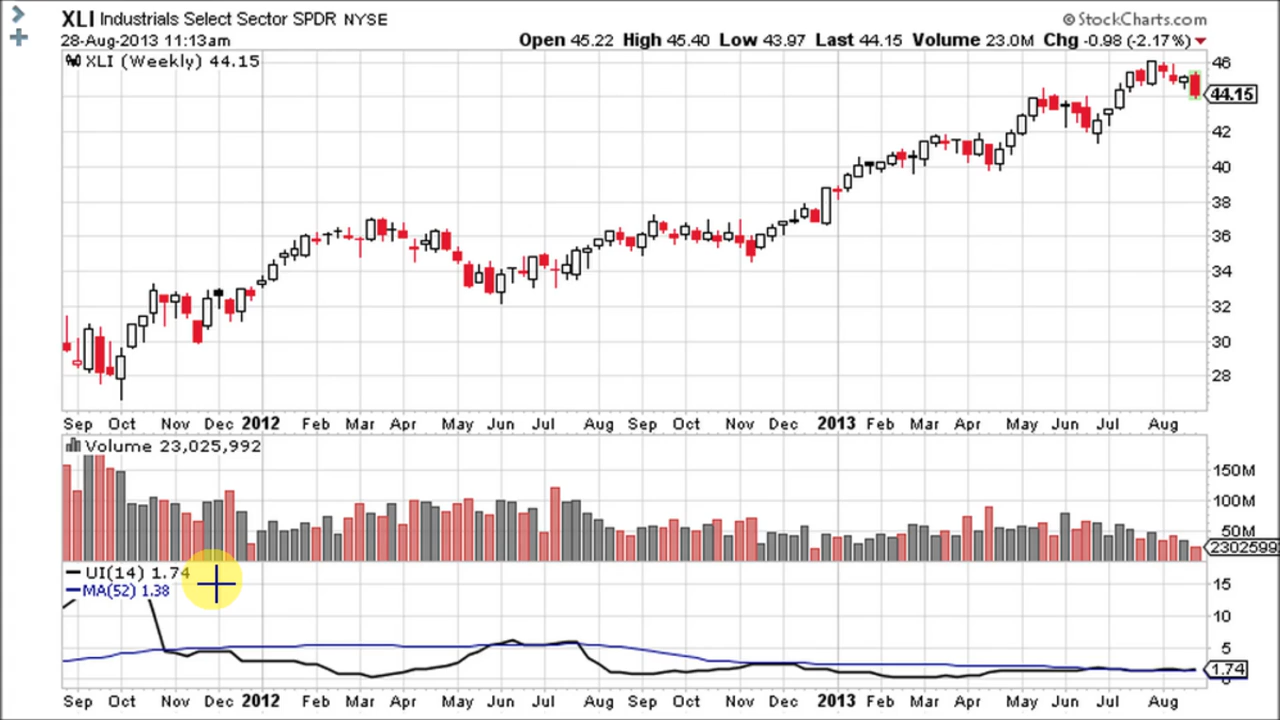 XLI Industrials Select Sector SPDR NYSE
© StockCharts.com
28-Aug-2013 11:13am
Open 45.22 High 45.40 Low 43.97 Last 44.15 Volume 23.0M Chg -0.98 (-2.17%)
XLI (Weekly) 44.15
46
44.15
42
40
38
36
34
32
30
28
Sep Oct Nov Dec 2012 Feb Mar Apr May Jun Jul Aug Sep Oct Nov Dec 2013 Feb Mar Apr May Jun Jul Aug
Volume 23,025,992
150M
100M
50M
2302599
UI(14) 1.74
MA(52) 1.38
15
10
5
1.74
Sep Oct Nov Dec 2012 Feb Mar Apr May Jun Jul Aug Sep Oct Nov Dec 2013 Feb Mar Apr May Jun Jul Aug